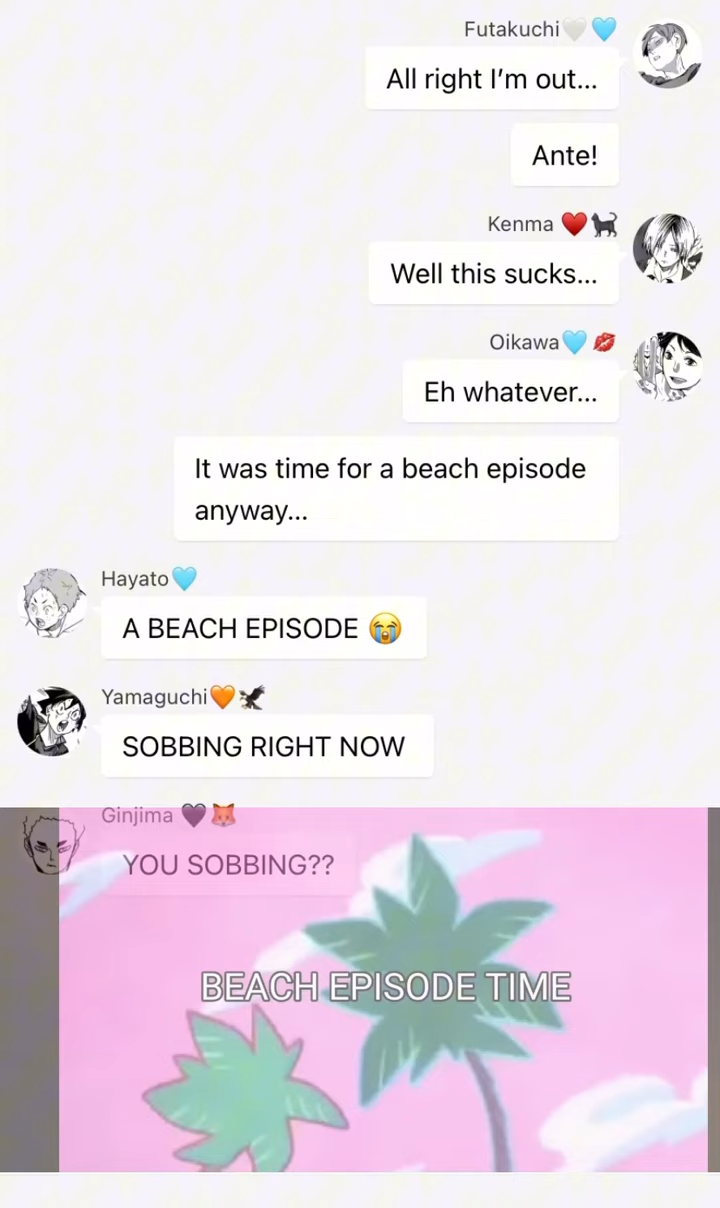 Futakuchi🤍🩵
All right I’m out...
Ante!
Kenma ♥️🐈‍⬛
Well this sucks...
Oikawa🩵💋
Eh whatever...
It was time for a beach episode
anyway...
Hayato🩵
A BEACH EPISODE 😭
Yamaguchi🧡🐦‍⬛
SOBBING RIGHT NOW
Ginjima 🖤🦊
YOU SOBBING??
BEACH EPISODE TIME